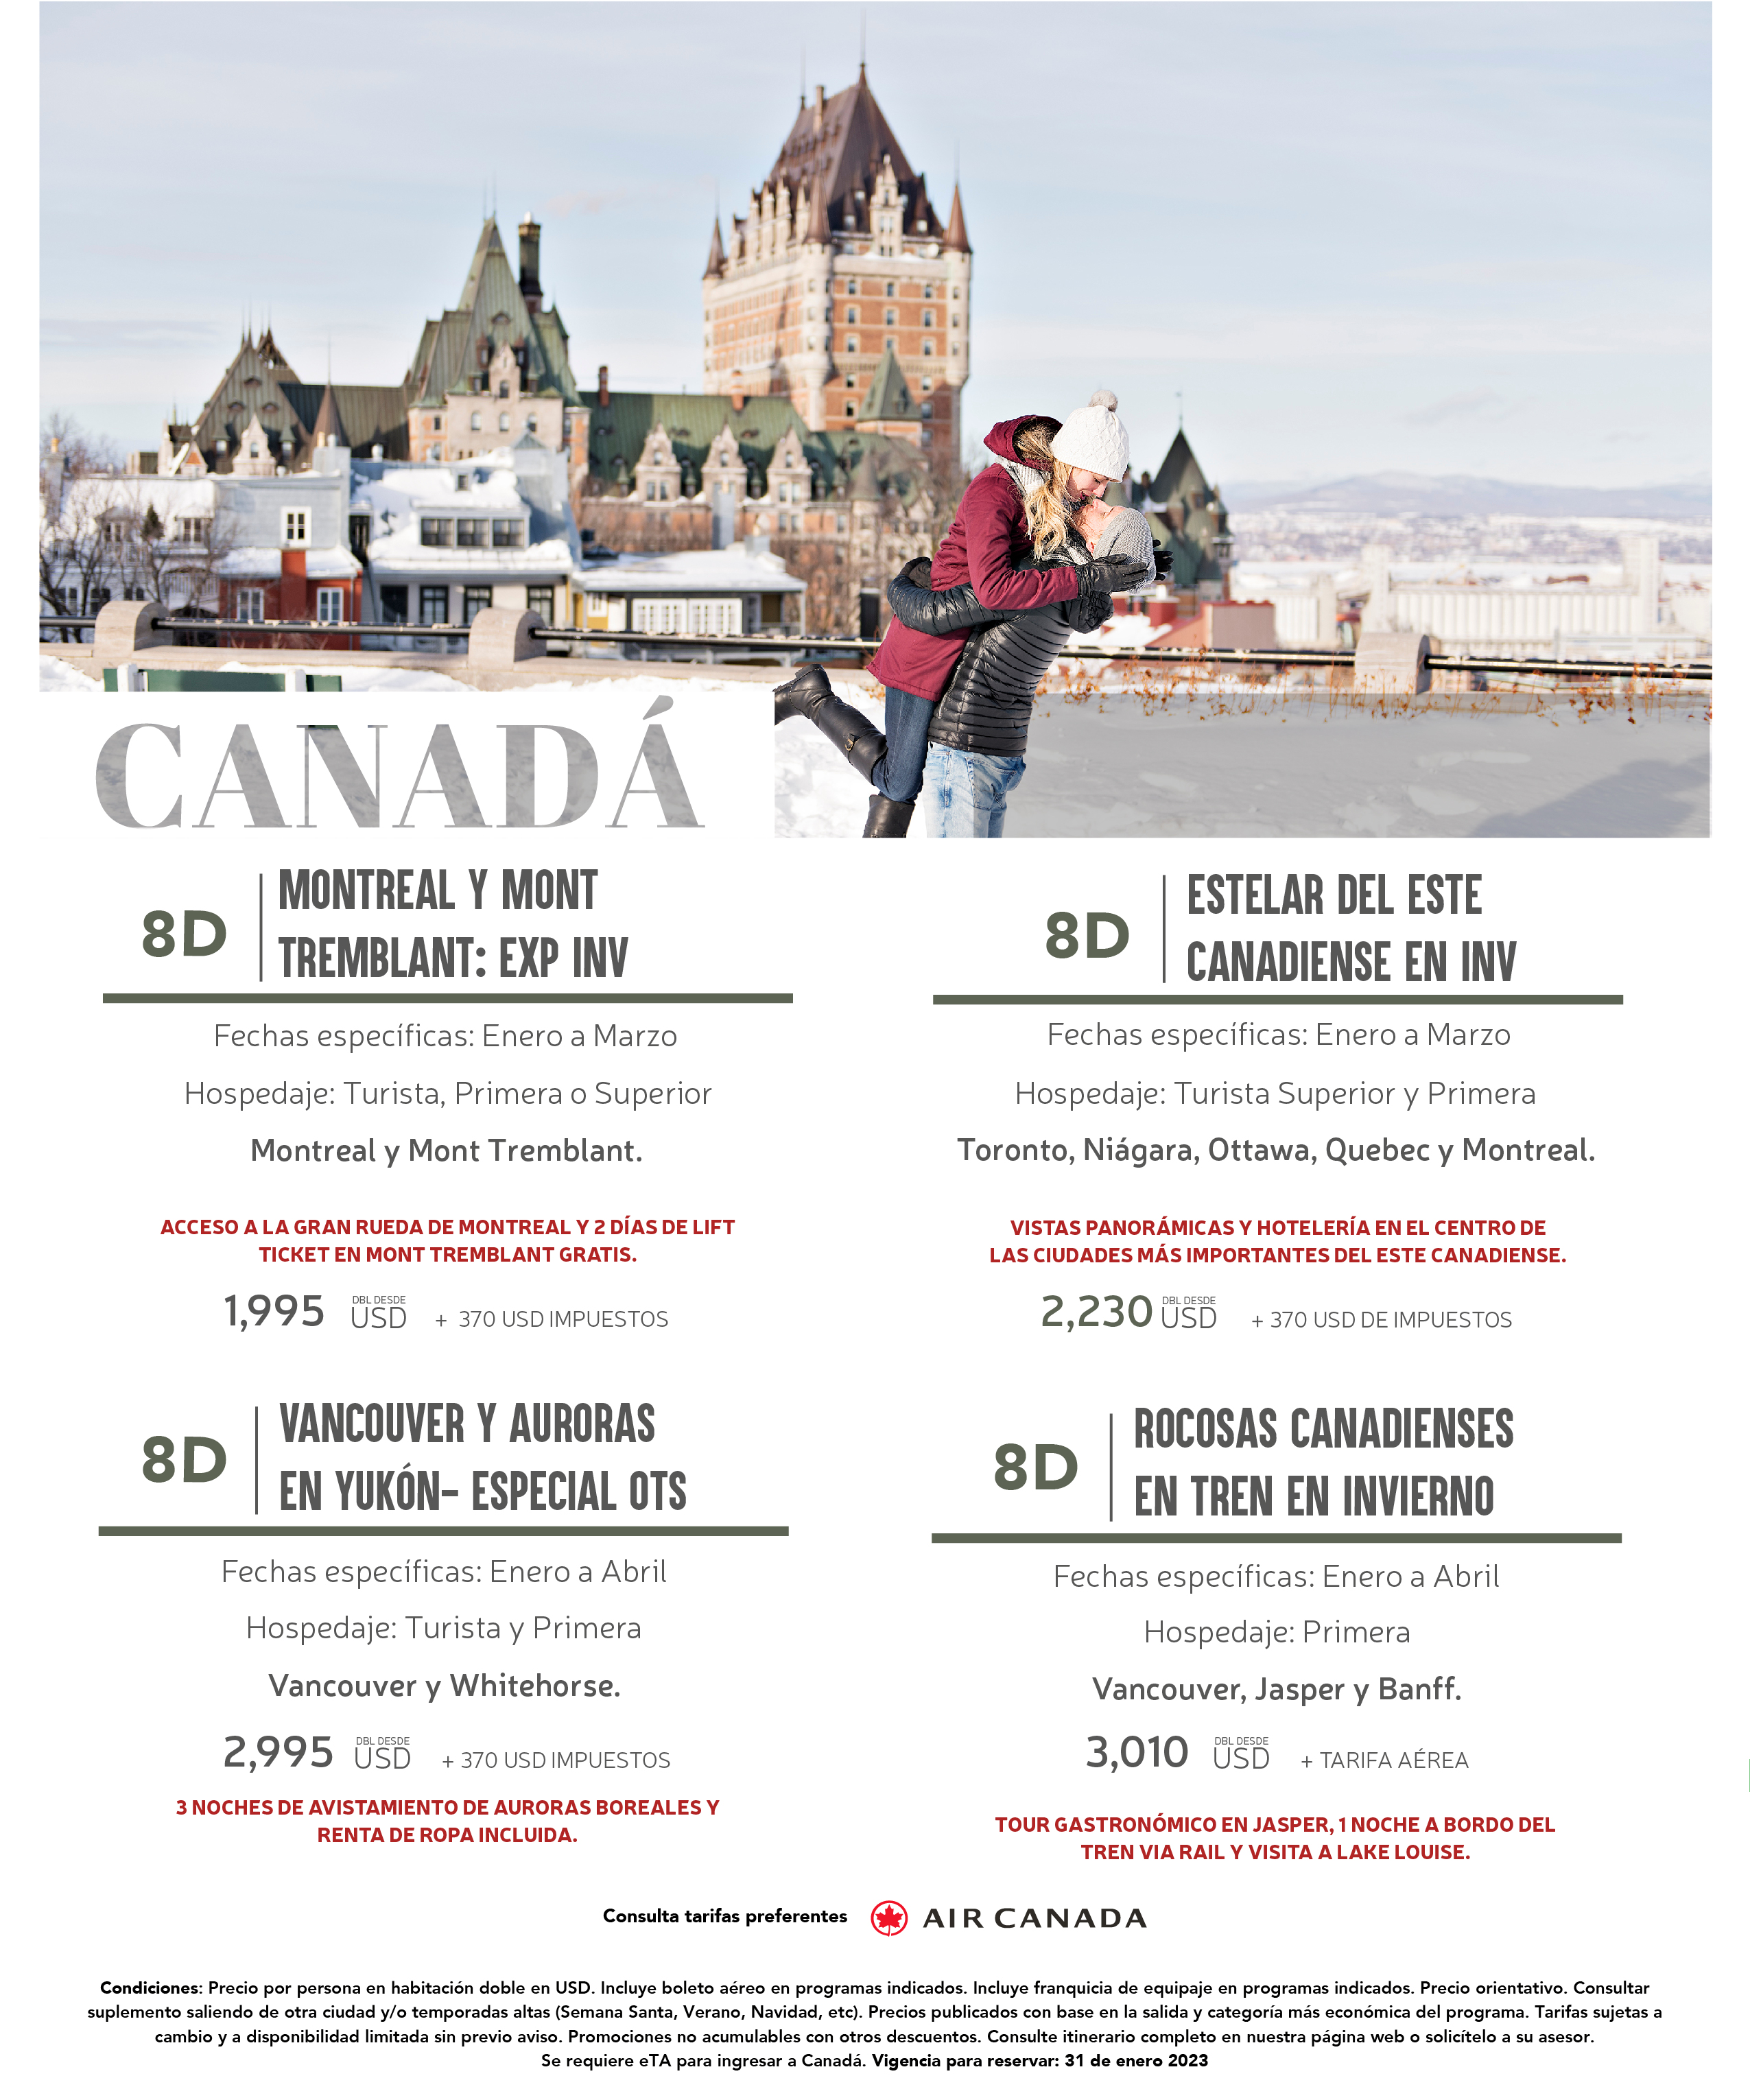 CANADÁ
8D
MONTREAL Y MONT
TREMBLANT: EXP INV
Fechas específicas: Enero a Marzo
Hospedaje: Turista, Primera o Superior
Montreal y Mont Tremblant.
ACCESO A LA GRAN RUEDA DE MONTREAL Y 2 DÍAS DE LIFT
TICKET EN MONT TREMBLANT GRATIS.
1,995 DBL DESDE USD + 370 USD IMPUESTOS
8D
ESTELAR DEL ESTE
CANADIENSE EN INV
Fechas específicas: Enero a Marzo
Hospedaje: Turista Superior y Primera
Toronto, Niágara, Ottawa, Quebec y Montreal.
VISTAS PANORÁMICAS Y HOTELERÍA EN EL CENTRO DE
LAS CIUDADES MÁS IMPORTANTES DEL ESTE CANADIENSE.
2,230 DBL DESDE USD + 370 USD DE IMPUESTOS
8D
VANCOUVER Y AURORAS
EN YUKÓN- ESPECIAL OTS
Fechas específicas: Enero a Abril
Hospedaje: Turista y Primera
Vancouver y Whitehorse.
2,995 DBL DESDE USD + 370 USD IMPUESTOS
3 NOCHES DE AVISTAMIENTO DE AURORAS BOREALES Y
RENTA DE ROPA INCLUIDA.
8D
ROCOSAS CANADIENSES
EN TREN EN INVIERNO
Fechas específicas: Enero a Abril
Hospedaje: Primera
Vancouver, Jasper y Banff.
3,010 DBL DESDE USD + TARIFA AÉREA
TOUR GASTRONÓMICO EN JASPER, 1 NOCHE A BORDO DEL
TREN VIA RAIL Y VISITA A LAKE LOUISE.
Consulta tarifas preferentes AIR CANADA
Condiciones: Precio por persona en habitación doble en USD. Incluye boleto aéreo en programas indicados. Incluye franquicia de equipaje en programas indicados. Precio orientativo. Consultar
suplemento saliendo de otra ciudad y/o temporadas altas (Semana Santa, Verano, Navidad, etc). Precios publicados con base en la salida y categoría más económica del programa. Tarifas sujetas a
cambio y a disponibilidad limitada sin previo aviso. Promociones no acumulables con otros descuentos. Consulte itinerario completo en nuestra página web o solicítelo a su asesor.
Se requiere eTA para ingresar a Canadá. Vigencia para reservar: 31 de enero 2023